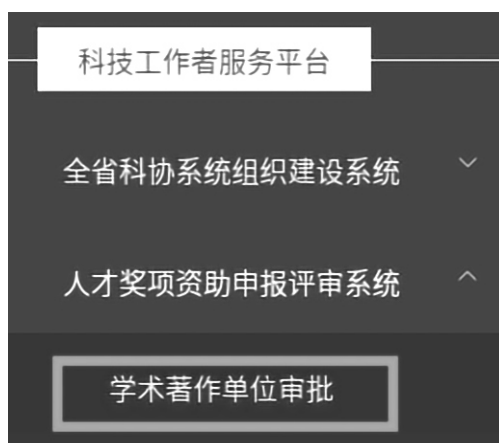 科技工作者服务平台
全省科协系统组织建设系统
人才奖项资助申报评审系统
学术著作单位审批